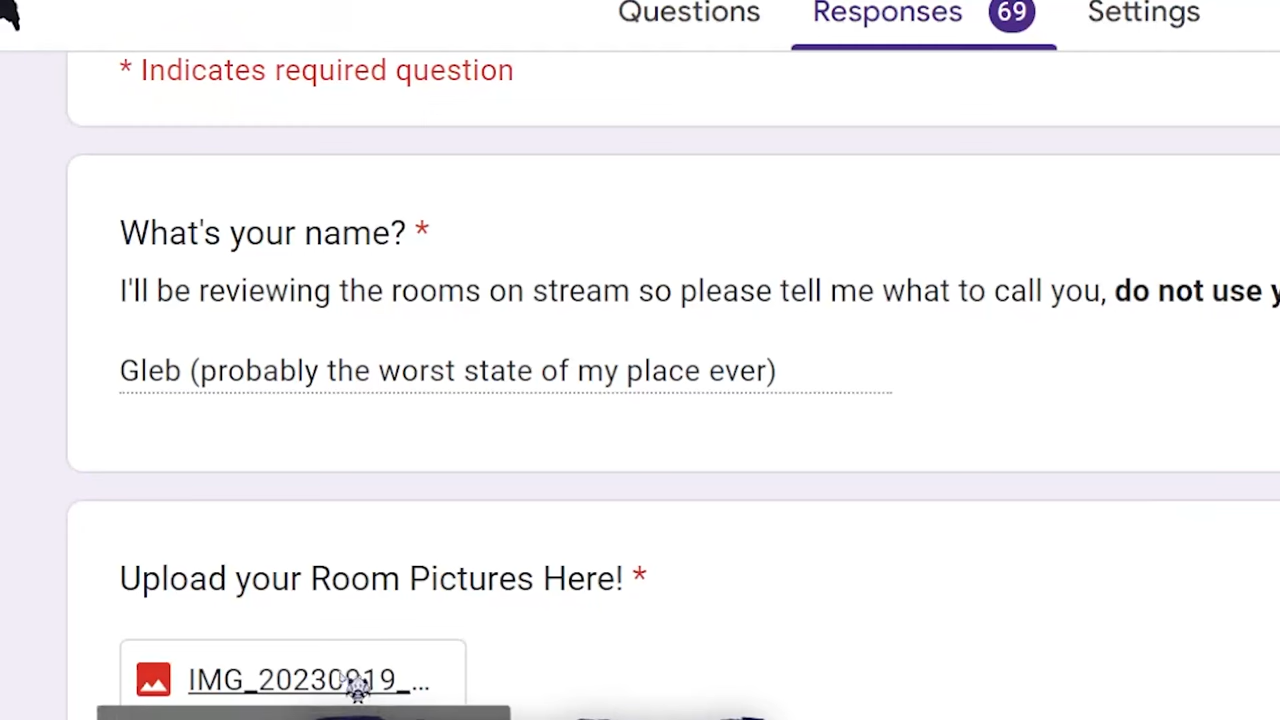 Questions Responses 69 Settings
* Indicates required question
What's your name? *
I'll be reviewing the rooms on stream so please tell me what to call you, do not use
Gleb (probably the worst state of my place ever)
Upload your Room Pictures Here! *
IMG_20230919_...